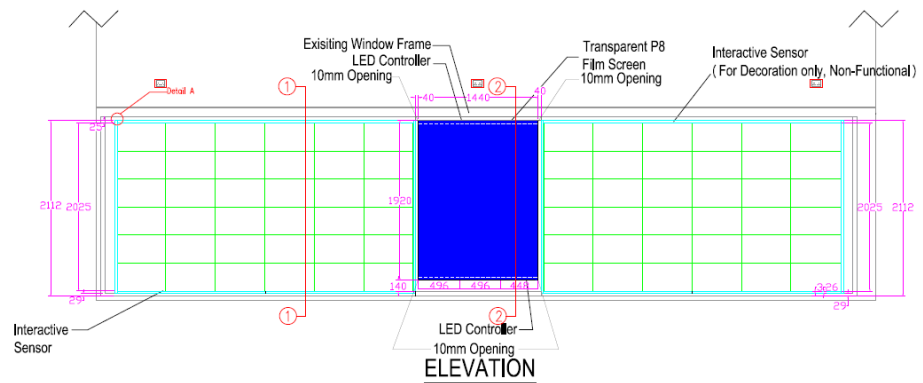 Exisiting Window Frame
LED Controller
10mm Opening
Transparent P8
Film Screen
10mm Opening
Interactive Sensor
( For Decoration only, Non-Functional)
Detail A
1
2
40
1440
40
25
2112
2025
1920
2025
2112
140
496
496
448
29
3.26
29
1
2
Interactive
Sensor
LED Controller
10mm Opening
ELEVATION